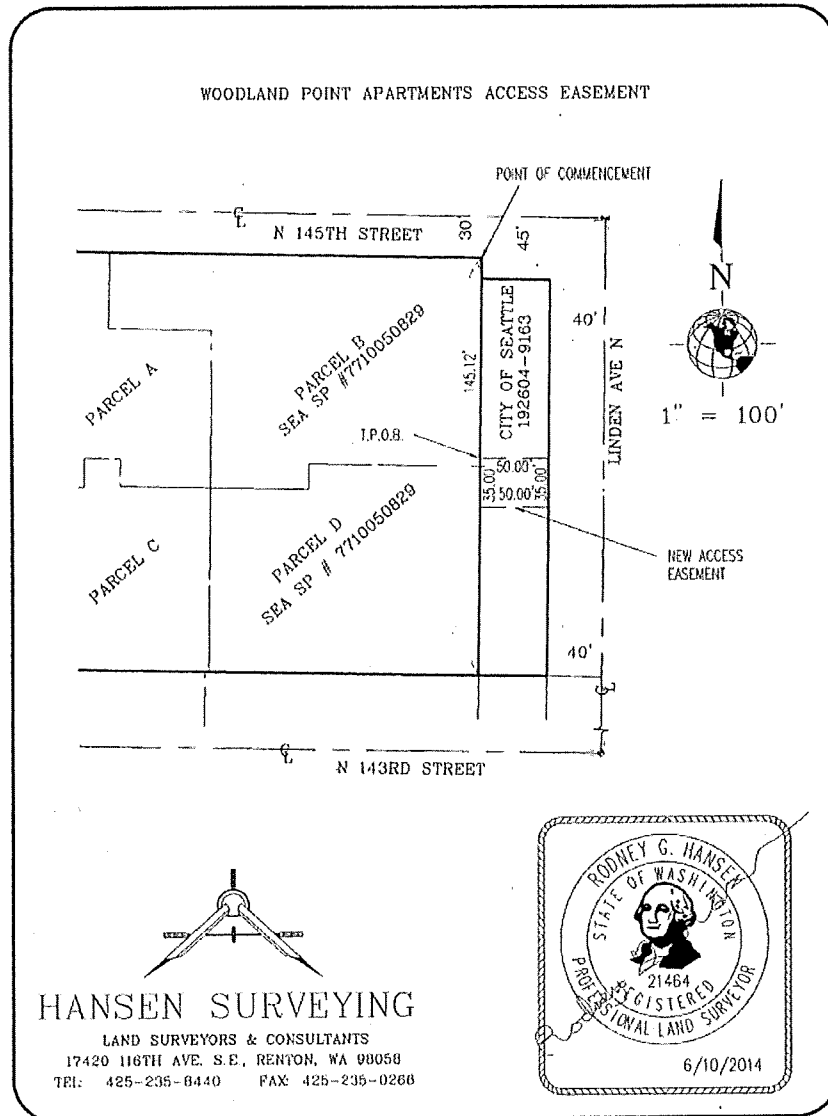 WOODLAND POINT APARTMENTS ACCESS EASEMENT
POINT OF COMMENCEMENT
CL
N 145TH STREET
30'
45'
N
1" = 100'
PARCEL A
PARCEL B
SEA SP #7710050829
145.12'
CITY OF SEATTLE
192604-9163
40'
LINDEN AVE N
T.P.O.B.
50.00'
35.00
50.00'
35.00
NEW ACCESS
EASEMENT
PARCEL C
PARCEL D
SEA SP # 7710050829
40'
CL
CL
N 143RD STREET
HANSEN SURVEYING
LAND SURVEYORS & CONSULTANTS
17420 116TH AVE. S.E., RENTON, WA 98058
TEL: 425-235-8440 FAX: 425-235-0266
RODNEY G. HANSEN
STATE OF WASHINGTON
21464
REGISTERED
PROFESSIONAL LAND SURVEYOR
6/10/2014